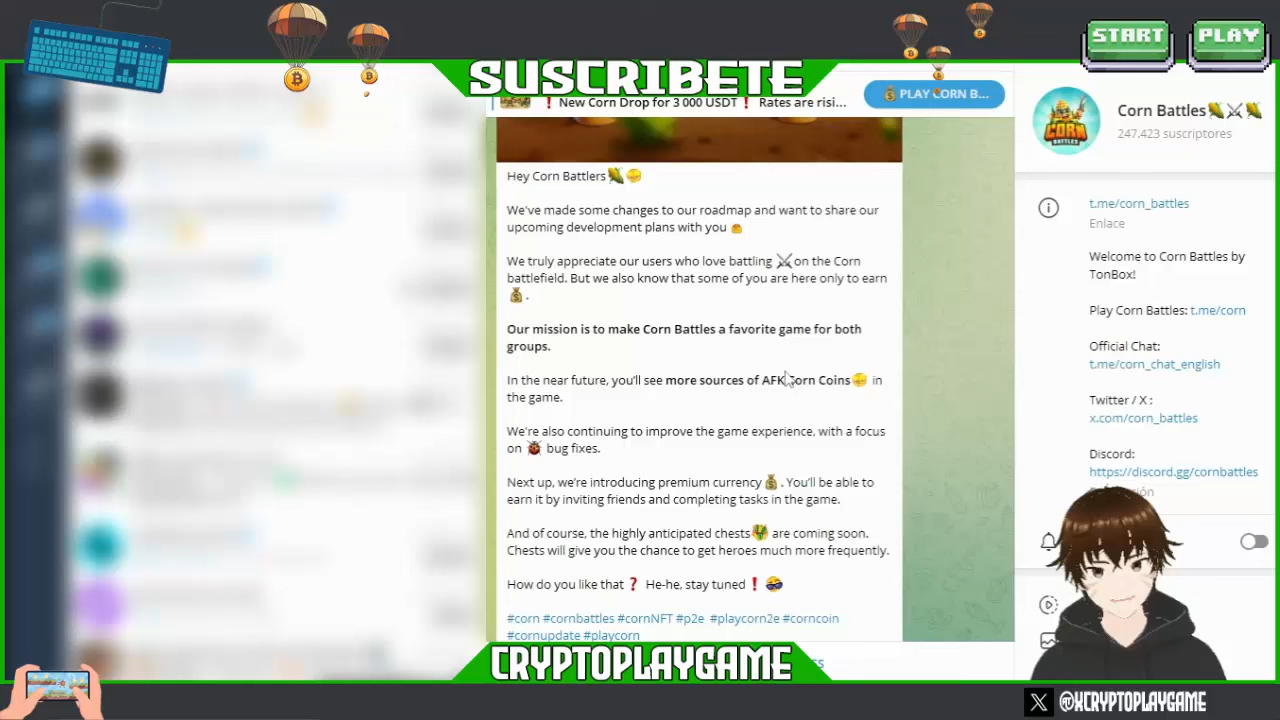 START
PLAY
SUSCRIBETE
❗ New Corn Drop for 3 000 USDT❗ Rates are risi...
💰 PLAY CORN B...
CORN
BATTLES
Corn Battles🌽⚔🌽
247.423 suscriptores
Hey Corn Battlers🌽
We've made some changes to our roadmap and want to share our
upcoming development plans with you
We truly appreciate our users who love battling ⚔on the Corn
battlefield. But we also know that some of you are here only to earn
💰.
Our mission is to make Corn Battles a favorite game for both
groups.
In the near future, you'll see more sources of AFK Corn Coins in
the game.
We're also continuing to improve the game experience, with a focus
on 🐞 bug fixes.
Next up, we're introducing premium currency 💰. You'll be able to
earn it by inviting friends and completing tasks in the game.
And of course, the highly anticipated chests are coming soon.
Chests will give you the chance to get heroes much more frequently.
How do you like that ❓ He-he, stay tuned❗ 😎
#corn #cornbattles #cornNFT #p2e #playcorn2e #corncoin
#cornupdate #playcorn
t.me/corn_battles
Enlace
Welcome to Corn Battles by
TonBox!
Play Corn Battles: t.me/corn
Official Chat:
t.me/corn_chat_english
Twitter / X :
x.com/corn_battles
Discord:
https://discord.gg/cornbattles
CRYPTOPLAYGAME
X @XCRYPTOPLAYGAME